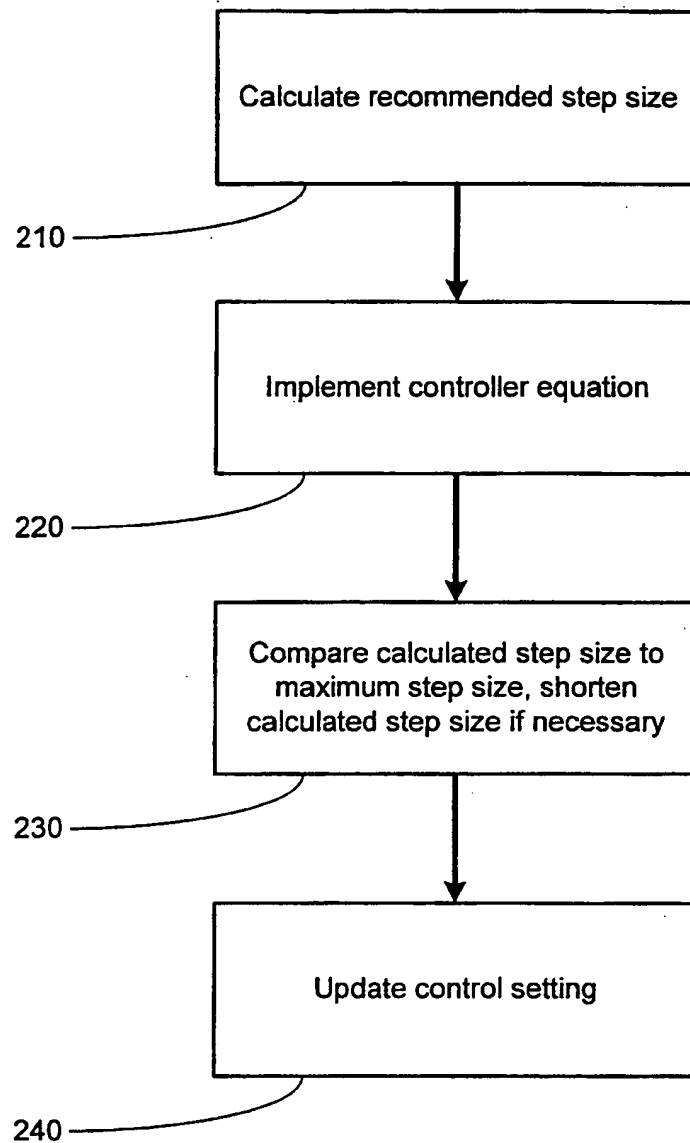 Calculate recommended step size
210
Implement controller equation
220
Compare calculated step size to
maximum step size, shorten
calculated step size if necessary
230
Update control setting
240